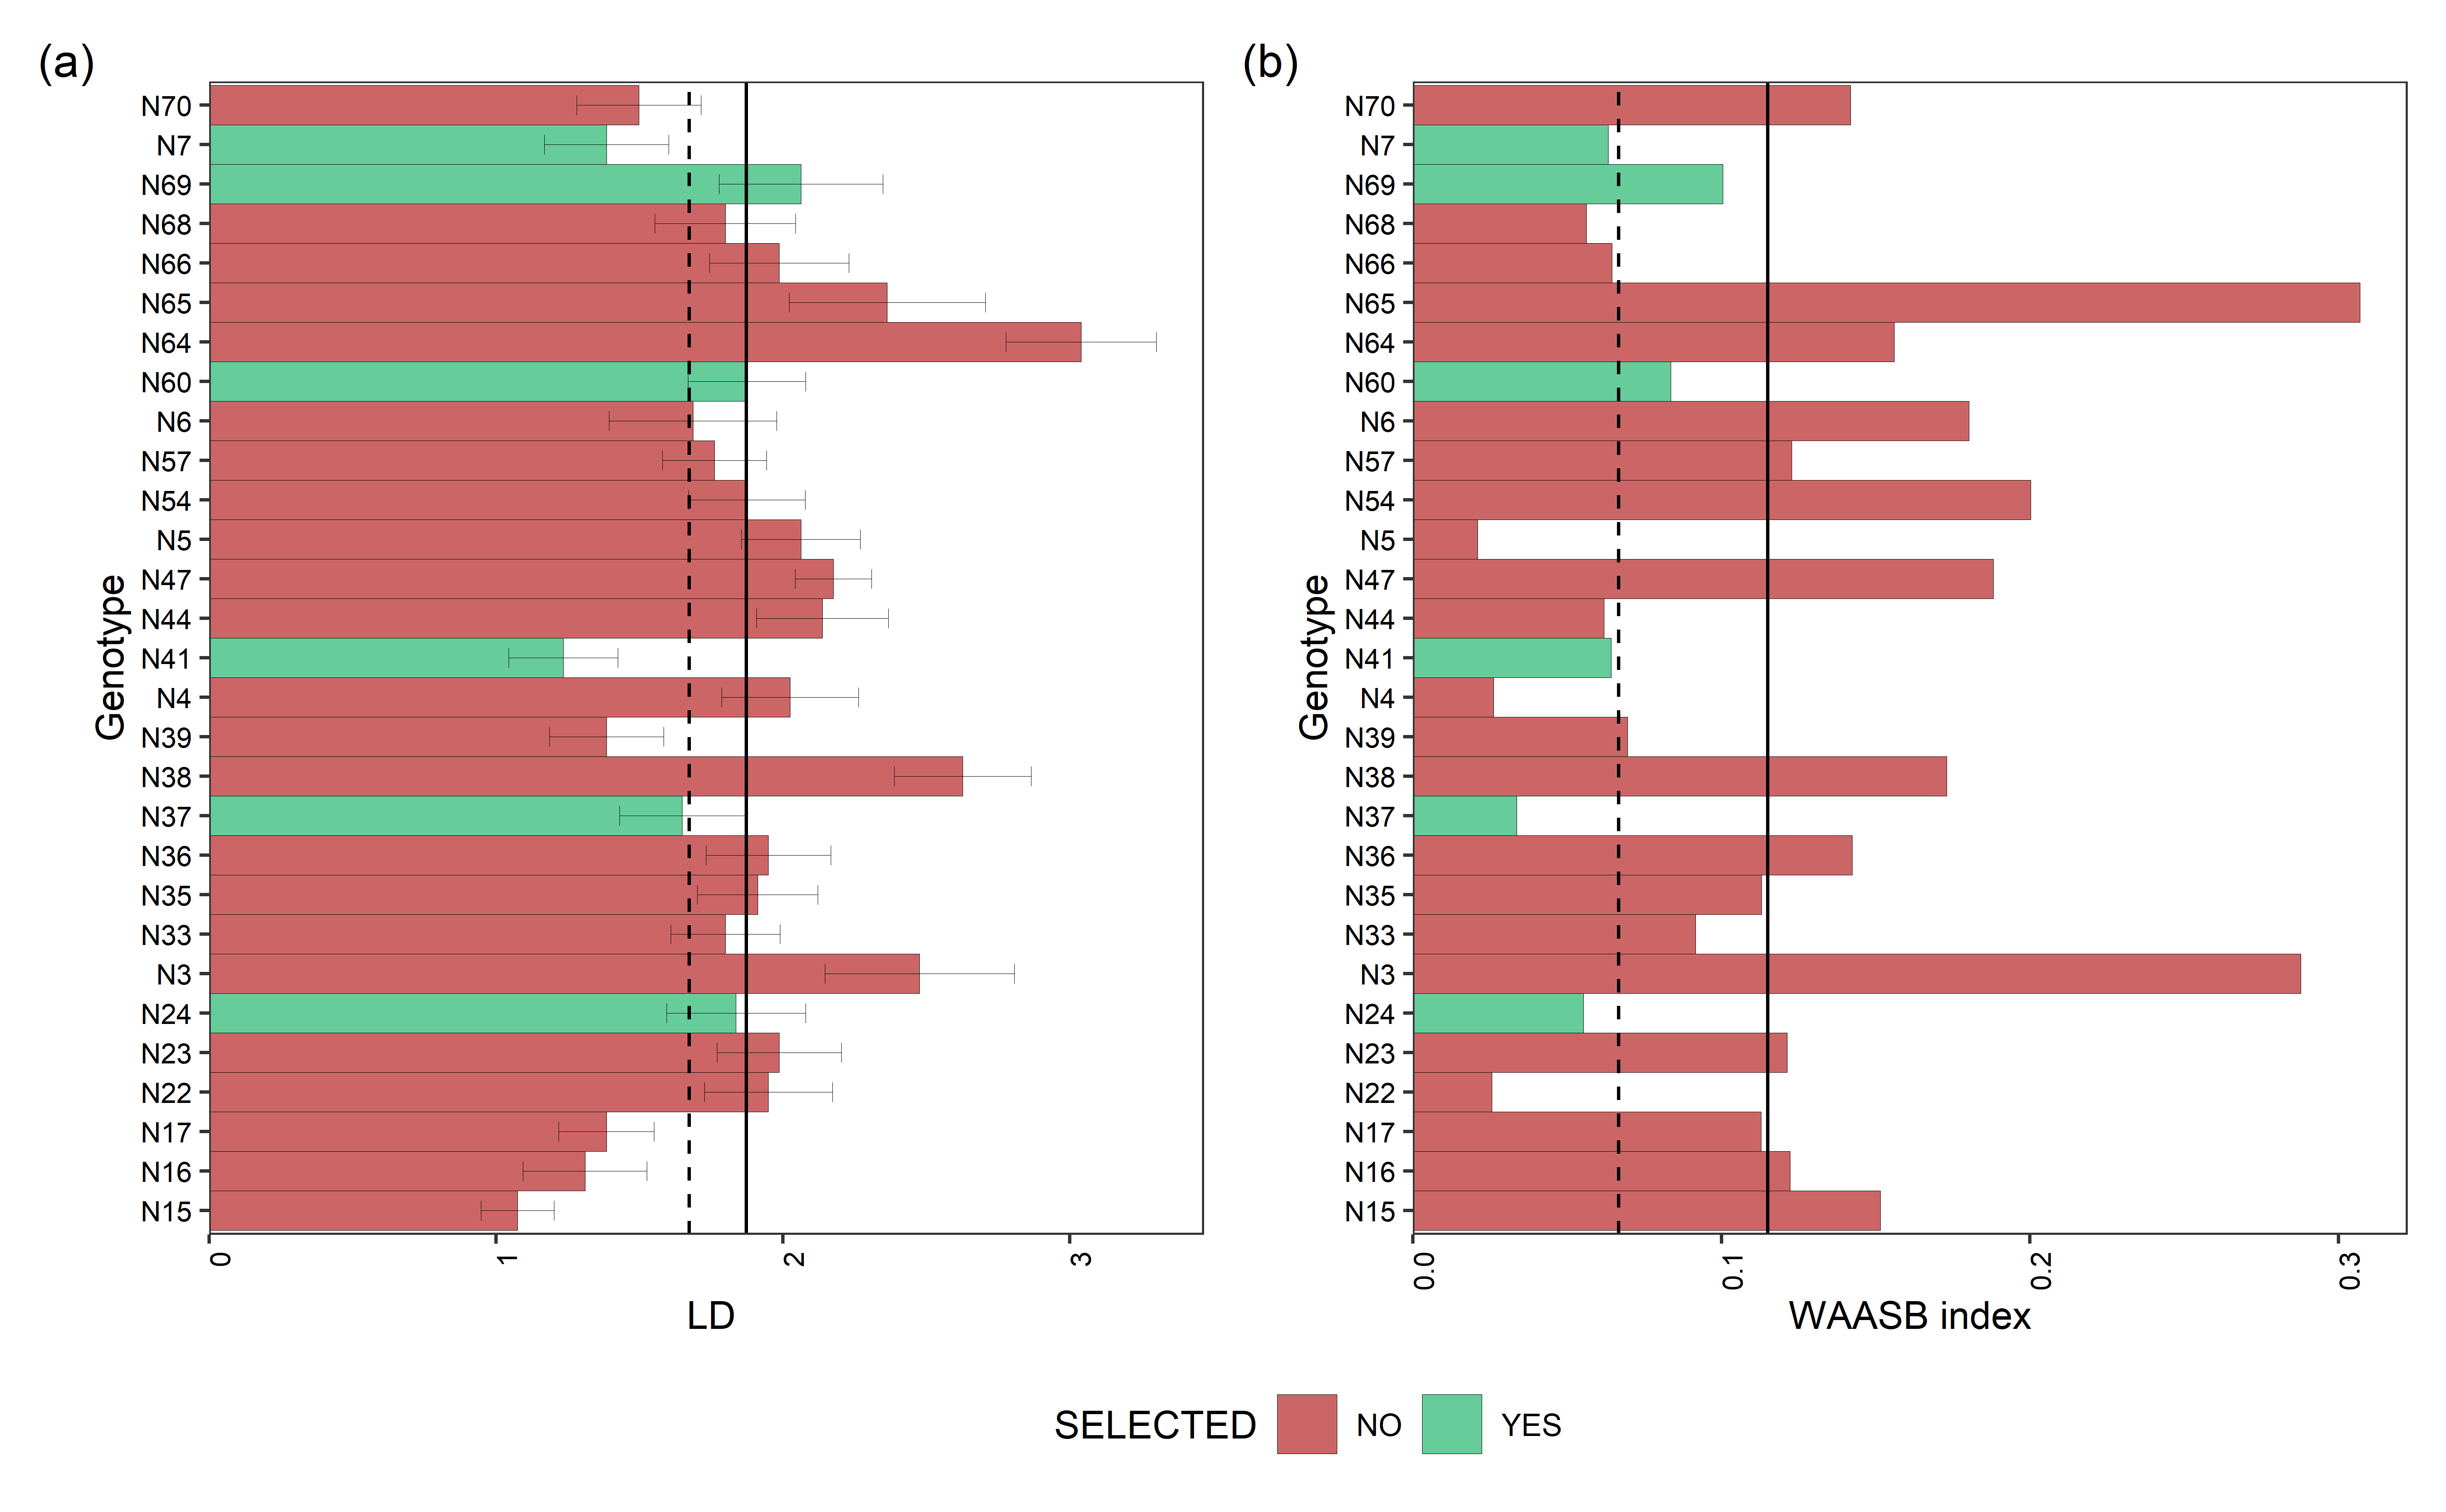 (a)
Genotype
N70
N7
N69
N68
N66
N65
N64
N60
N6
N57
N54
N5
N47
N44
N41
N4
N39
N38
N37
N36
N35
N33
N3
N24
N23
N22
N17
N16
N15
0 1 2 3
LD
(b)
Genotype
N70
N7
N69
N68
N66
N65
N64
N60
N6
N57
N54
N5
N47
N44
N41
N4
N39
N38
N37
N36
N35
N33
N3
N24
N23
N22
N17
N16
N15
0.0 0.1 0.2 0.3
WAASB index
SELECTED NO YES